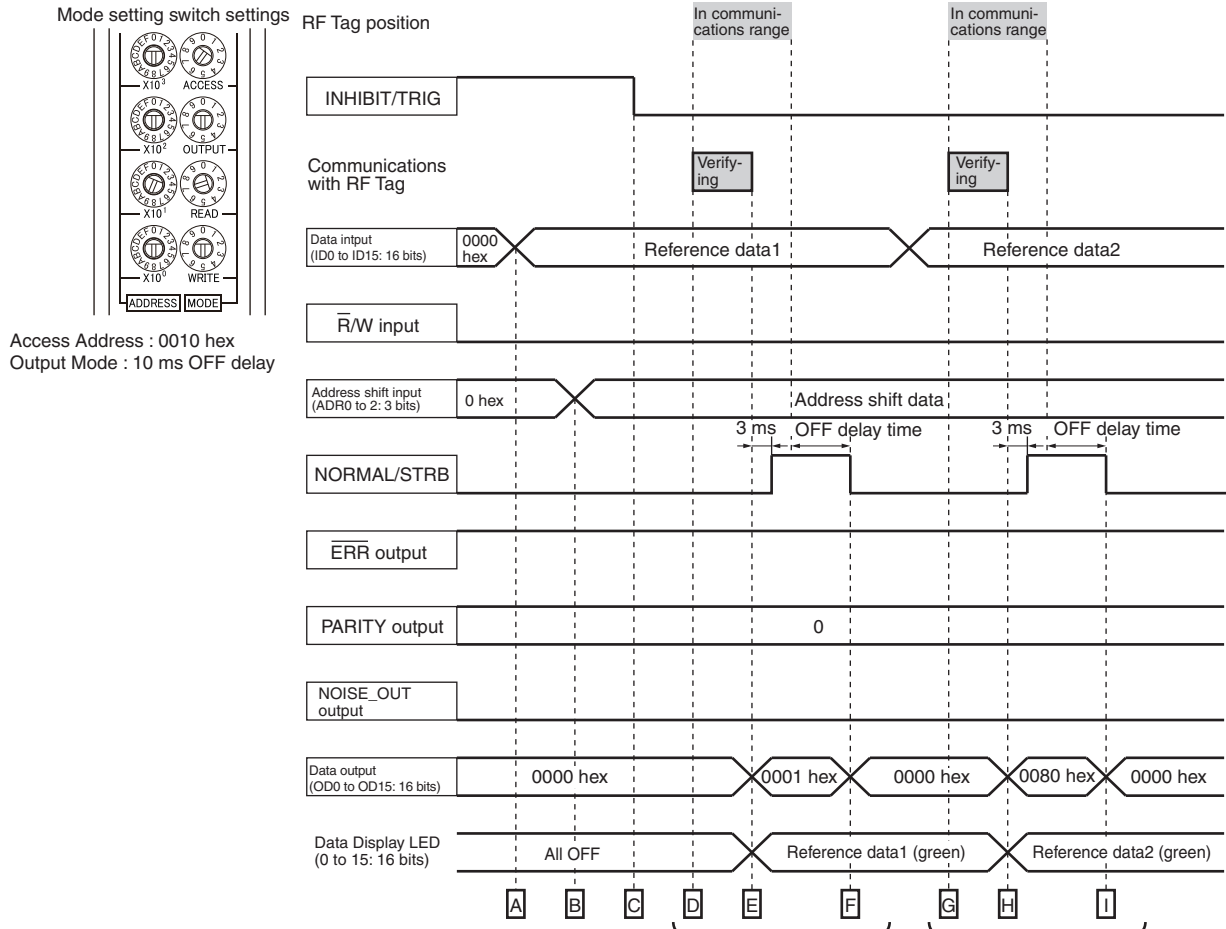 Mode setting switch settings
X10³ ACCESS
X10² OUTPUT
X10¹ READ
X10⁰ WRITE
ADDRESS MODE
Access Address : 0010 hex
Output Mode : 10 ms OFF delay
RF Tag position
In communi-
cations range
In communi-
cations range
INHIBIT/TRIG
Communications
with RF Tag
Verify-
ing
Verify-
ing
Data intput
(ID0 to ID15: 16 bits)
0000
hex
Reference data1
Reference data2
R̅/W input
Address shift input
(ADR0 to 2: 3 bits)
0 hex
Address shift data
3 ms OFF delay time
3 ms OFF delay time
NORMAL/STRB
E̅R̅R̅ output
PARITY output
0
NOISE_OUT
output
Data output
(OD0 to OD15: 16 bits)
0000 hex
0001 hex
0000 hex
0080 hex
0000 hex
Data Display LED
(0 to 15: 16 bits)
All OFF
Reference data1 (green)
Reference data2 (green)
A B C D E F G H I